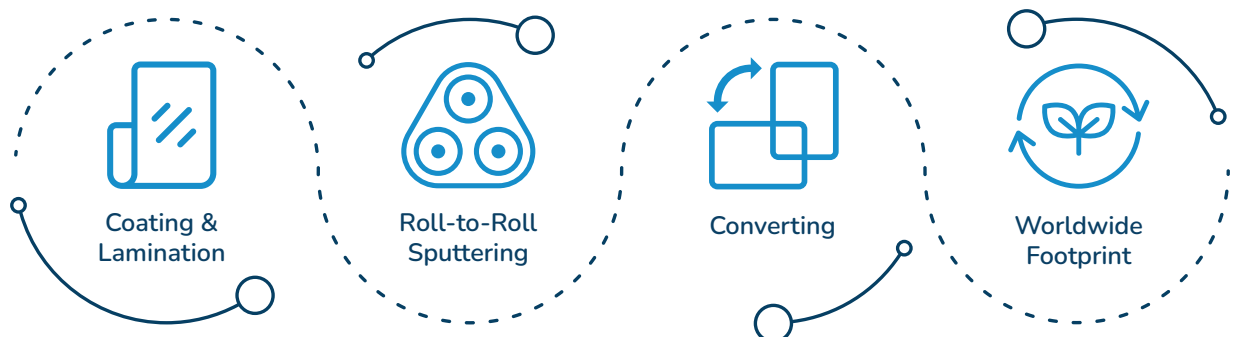 Coating &
Lamination
Roll-to-Roll
Sputtering
Converting
Worldwide
Footprint